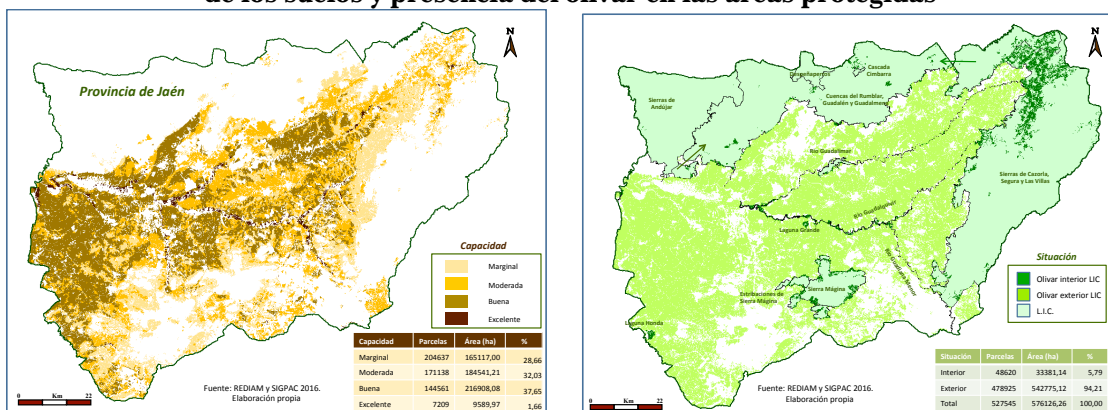 de los suelos y presencia del olivar en las áreas protegidas
N
Provincia de Jaén
Capacidad
Marginal
Moderada
Buena
Excelente
Capacidad Parcelas Área (ha) %
Marginal 204637 165117,00 28,66
Moderada 171138 184541,21 32,03
Buena 144561 216908,08 37,65
Excelente 7209 9589,97 1,66
Fuente: REDIAM y SIGPAC 2016.
Elaboración propia
0 Km 22
N
Despeñaperros
Cascada
Cimbarra
Sierras de
Andújar
Cuencas del Rumblar,
Guadalén y Guadalmena
Río Guadalimar
Sierras de Cazorla,
Segura y Las Villas
Río Guadalquivir
Laguna Grande
Río Guadiana Menor
Estribaciones de
Sierra Mágina
Sierra Mágina
Laguna Honda
Situación
Olivar interior LIC
Olivar exterior LIC
L.I.C.
Situación Parcelas Área (ha) %
Interior 48620 33381,14 5,79
Exterior 478925 542775,12 94,21
Total 527545 576126,26 100,00
Fuente: REDIAM y SIGPAC 2016.
Elaboración propia
0 Km 22